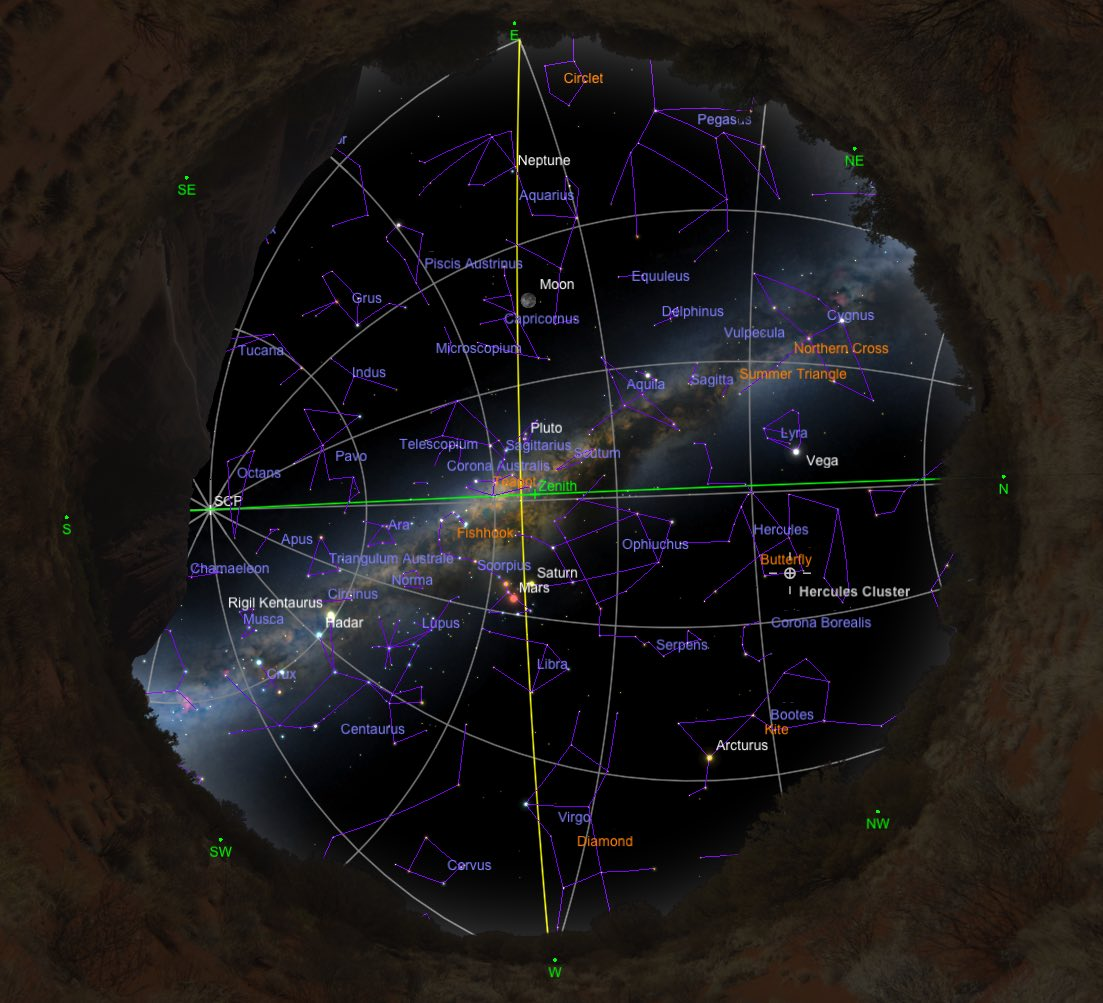 E
Circlet
Pegasus
or
NE
Neptune
SE
Aquarius
Piscis Austrinus
Equuleus
Moon
Grus
Delphinus
Capricornus
Cygnus
Vulpecula
Tucana
Microscopium
Northern Cross
Indus
Summer Triangle
Aquila
Sagitta
Pluto
Lyra
Telescopium
Sagittarius
Scutum
Pavo
Vega
Corona Australis
Octans
Teapot
Zenith
N
SCP
S
Ara
Hercules
Fishhook
Apus
Ophiuchus
Triangulum Australe
Butterfly
Scorpius
Chamaeleon
Saturn
Norma
Mars
Hercules Cluster
Circinus
Rigil Kentaurus
Musca
Hadar
Lupus
Corona Borealis
Serpens
Libra
Crux
Bootes
Centaurus
Kite
Arcturus
Virgo
NW
Diamond
SW
Corvus
W